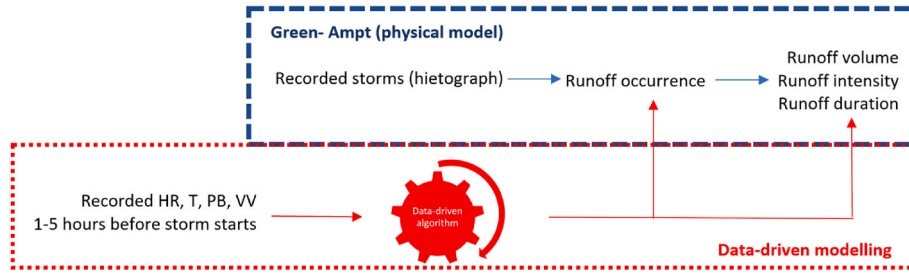 Green- Ampt (physical model)
Recorded storms (hietograph)
Runoff occurrence
Runoff volume
Runoff intensity
Runoff duration
Recorded HR, T, PB, VV
1-5 hours before storm starts
Data-driven
algorithm
Data-driven modelling